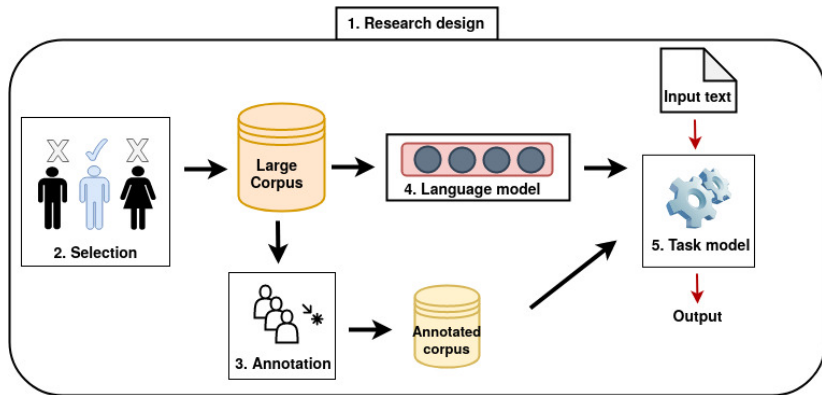 1. Research design
Input text
X ✓ X
Large
Corpus
4. Language model
2. Selection
5. Task model
Annotated
corpus
3. Annotation
Output